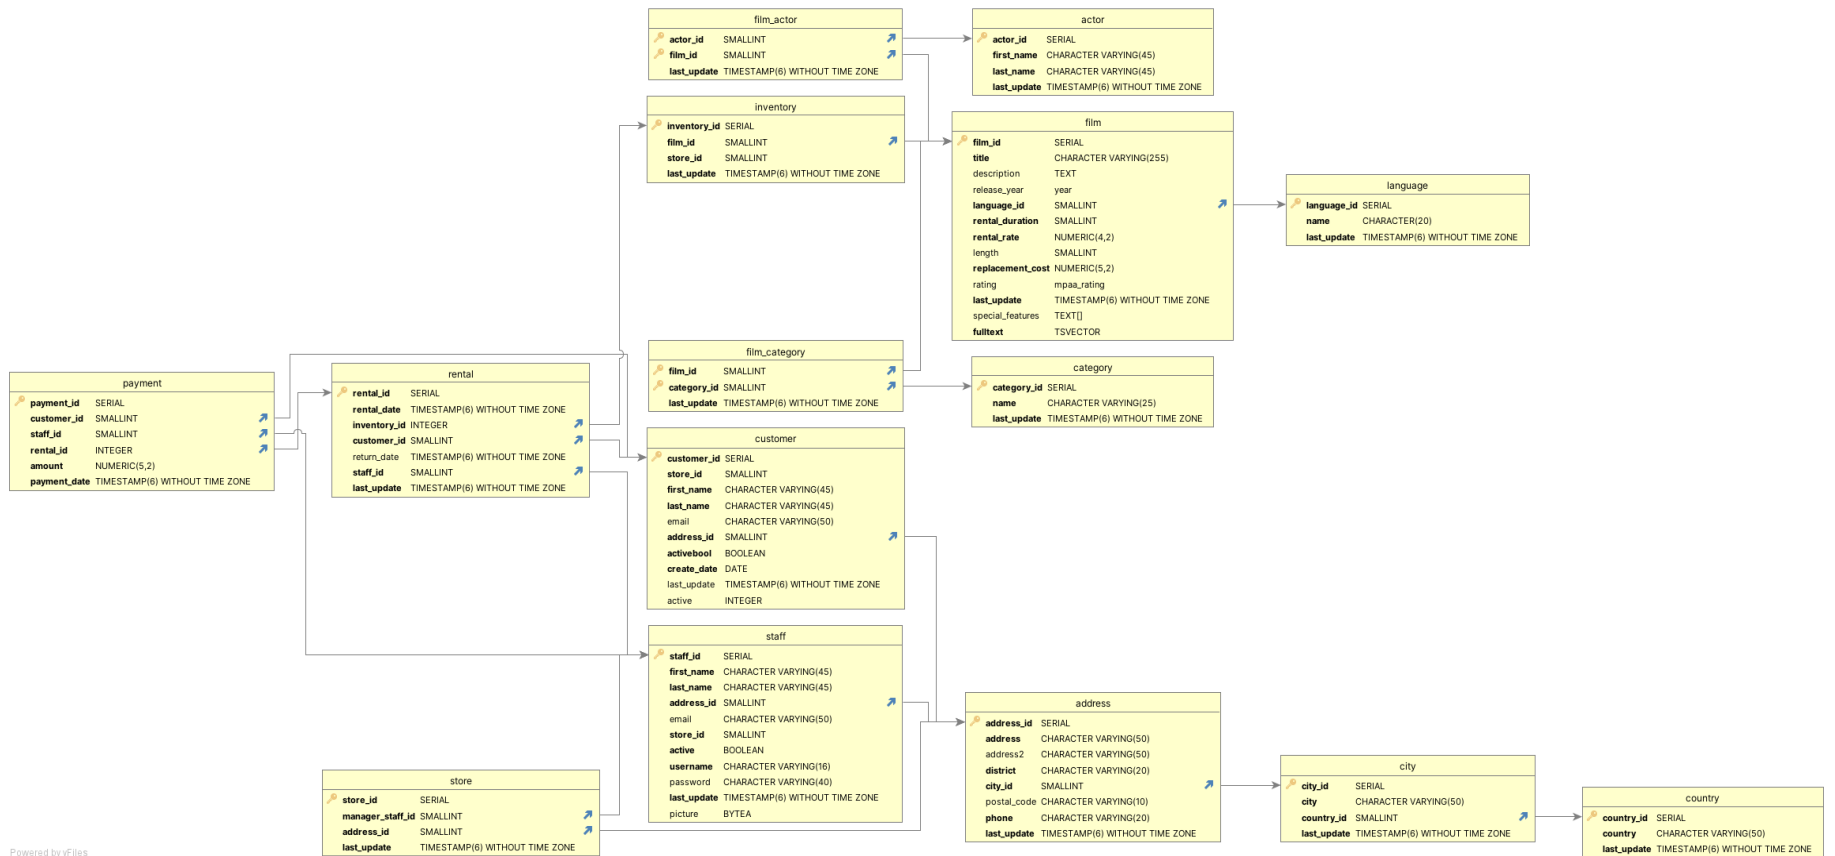 film_actor
actor_id SMALLINT
film_id SMALLINT
last_update TIMESTAMP(6) WITHOUT TIME ZONE
actor
actor_id SERIAL
first_name CHARACTER VARYING(45)
last_name CHARACTER VARYING(45)
last_update TIMESTAMP(6) WITHOUT TIME ZONE
inventory
inventory_id SERIAL
film_id SMALLINT
store_id SMALLINT
last_update TIMESTAMP(6) WITHOUT TIME ZONE
film
film_id SERIAL
title CHARACTER VARYING(255)
description TEXT
release_year year
language_id SMALLINT
rental_duration SMALLINT
rental_rate NUMERIC(4,2)
length SMALLINT
replacement_cost NUMERIC(5,2)
rating mpaa_rating
last_update TIMESTAMP(6) WITHOUT TIME ZONE
special_features TEXT[]
fulltext TSVECTOR
language
language_id SERIAL
name CHARACTER(20)
last_update TIMESTAMP(6) WITHOUT TIME ZONE
film_category
film_id SMALLINT
category_id SMALLINT
last_update TIMESTAMP(6) WITHOUT TIME ZONE
category
category_id SERIAL
name CHARACTER VARYING(25)
last_update TIMESTAMP(6) WITHOUT TIME ZONE
payment
payment_id SERIAL
customer_id SMALLINT
staff_id SMALLINT
rental_id INTEGER
amount NUMERIC(5,2)
payment_date TIMESTAMP(6) WITHOUT TIME ZONE
rental
rental_id SERIAL
rental_date TIMESTAMP(6) WITHOUT TIME ZONE
inventory_id INTEGER
customer_id SMALLINT
return_date TIMESTAMP(6) WITHOUT TIME ZONE
staff_id SMALLINT
last_update TIMESTAMP(6) WITHOUT TIME ZONE
customer
customer_id SERIAL
store_id SMALLINT
first_name CHARACTER VARYING(45)
last_name CHARACTER VARYING(45)
email CHARACTER VARYING(50)
address_id SMALLINT
activebool BOOLEAN
create_date DATE
last_update TIMESTAMP(6) WITHOUT TIME ZONE
active INTEGER
staff
staff_id SERIAL
first_name CHARACTER VARYING(45)
last_name CHARACTER VARYING(45)
address_id SMALLINT
email CHARACTER VARYING(50)
store_id SMALLINT
active BOOLEAN
username CHARACTER VARYING(16)
password CHARACTER VARYING(40)
last_update TIMESTAMP(6) WITHOUT TIME ZONE
picture BYTEA
store
store_id SERIAL
manager_staff_id SMALLINT
address_id SMALLINT
last_update TIMESTAMP(6) WITHOUT TIME ZONE
address
address_id SERIAL
address CHARACTER VARYING(50)
address2 CHARACTER VARYING(50)
district CHARACTER VARYING(20)
city_id SMALLINT
postal_code CHARACTER VARYING(10)
phone CHARACTER VARYING(20)
last_update TIMESTAMP(6) WITHOUT TIME ZONE
city
city_id SERIAL
city CHARACTER VARYING(50)
country_id SMALLINT
last_update TIMESTAMP(6) WITHOUT TIME ZONE
country
country_id SERIAL
country CHARACTER VARYING(50)
last_update TIMESTAMP(6) WITHOUT TIME ZONE
Powered by yFiles